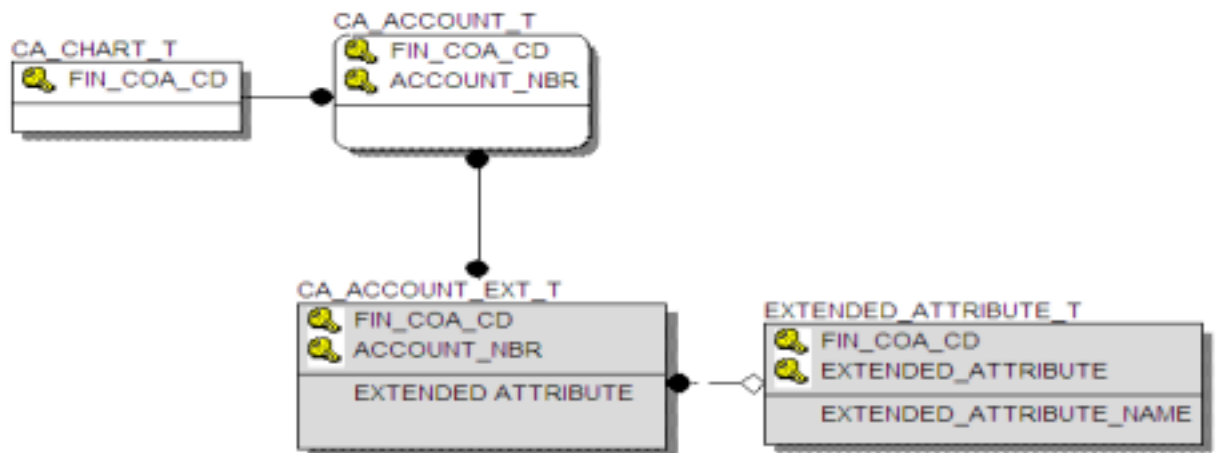 CA_CHART_T
FIN_COA_CD
CA_ACCOUNT_T
FIN_COA_CD
ACCOUNT_NBR
CA_ACCOUNT_EXT_T
FIN_COA_CD
ACCOUNT_NBR
EXTENDED ATTRIBUTE
EXTENDED_ATTRIBUTE_T
FIN_COA_CD
EXTENDED_ATTRIBUTE
EXTENDED_ATTRIBUTE_NAME